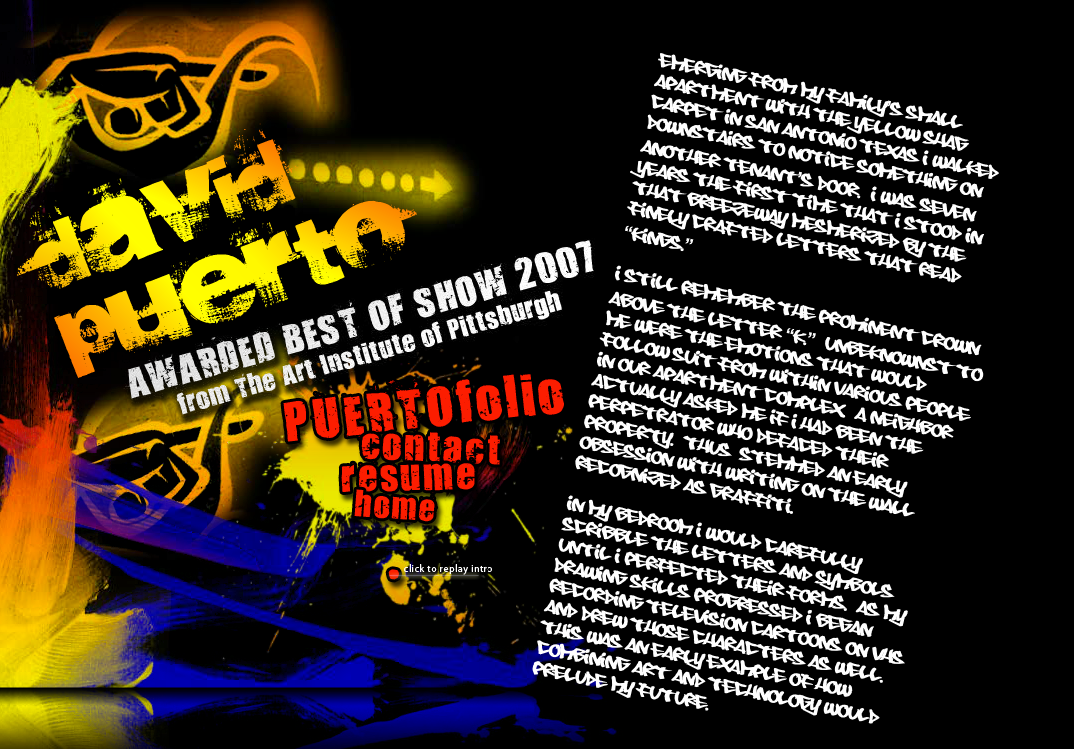 david
puerto
AWARDED BEST OF SHOW 2007
from The Art Institute of Pittsburgh
PUERTOfolio
contact
resume
home
click to replay intro
EMERGING FROM MY FAMILY'S SMALL
APARTMENT WITH THE YELLOW SHAG
CARPET IN SAN ANTONIO TEXAS i WALKED
DOWNSTAIRS TO NOTICE SOMETHING ON
ANOTHER TENANT'S DOOR. i WAS SEVEN
YEARS THE FIRST TIME THAT i STOOD IN
THAT BREEZEWAY MESMERIZED BY THE
FINELY CRAFTED LETTERS THAT READ
“KINGS.”
i STILL REMEMBER THE PROMINENT CROWN
ABOVE THE LETTER “K.” UNBEKNOWNST TO
ME WERE THE EMOTIONS THAT WOULD
FOLLOW SUIT FROM WITHIN VARIOUS PEOPLE
IN OUR APARTMENT COMPLEX. A NEIGHBOR
ACTUALLY ASKED ME IF i HAD BEEN THE
PERPETRATOR WHO DEFACED THEIR
PROPERTY. THUS STEMMED AN EARLY
OBSESSION WITH WRITING ON THE WALL
RECOGNIZED AS GRAFFITI.
IN MY BEDROOM i WOULD CAREFULLY
SCRIBBLE THE LETTERS AND SYMBOLS
UNTIL i PERFECTED THEIR FORMS. AS MY
DRAWING SKILLS PROGRESSED i BEGAN
RECORDING TELEVISION CARTOONS ON VHS
AND DREW THOSE CHARACTERS AS WELL.
THIS WAS AN EARLY EXAMPLE OF HOW
COMBINING ART AND TECHNOLOGY WOULD
PRELUDE MY FUTURE.